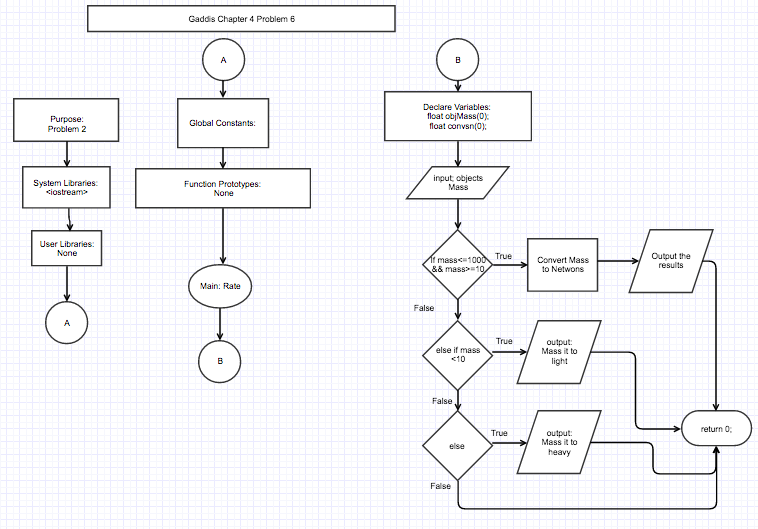 Gaddis Chapter 4 Problem 6
Purpose:
Problem 2
System Libraries:
<iostream>
User Libraries:
None
A
A
Global Constants:
Function Prototypes:
None
Main: Rate
B
B
Declare Variables:
float objMass(0);
float convsn(0);
input; objects
Mass
If mass<=1000
&& mass>=10
True
Convert Mass
to Netwons
Output the
results
False
else if mass
<10
True
output:
Mass it to
light
False
else
True
output:
Mass it to
heavy
False
return 0;